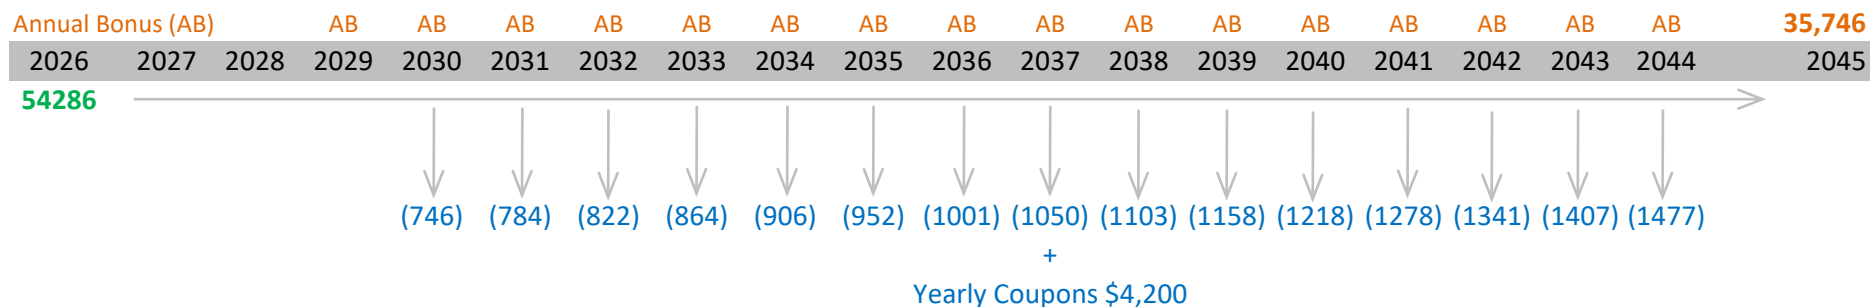 Annual Bonus (AB) AB AB AB AB AB AB AB AB AB AB AB AB AB AB AB AB 35,746
2026 2027 2028 2029 2030 2031 2032 2033 2034 2035 2036 2037 2038 2039 2040 2041 2042 2043 2044 2045
54286
(746) (784) (822) (864) (906) (952) (1001) (1050) (1103) (1158) (1218) (1278) (1341) (1407) (1477)
+
Yearly Coupons $4,200